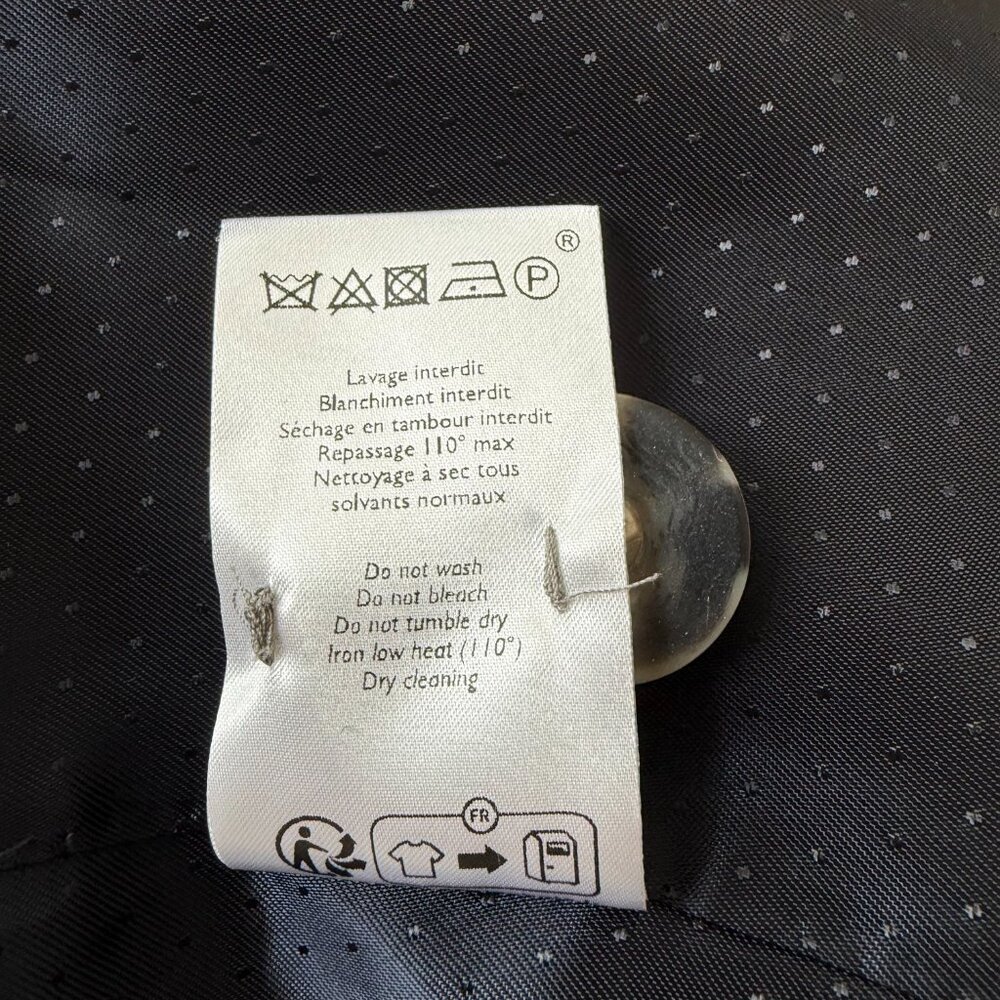 ®
P
Lavage interdit
Blanchiment interdit
Séchage en tambour interdit
Repassage 110° max
Nettoyage à sec tous
solvants normaux
Do not wash
Do not bleach
Do not tumble dry
Iron low heat (110°)
Dry cleaning
FR